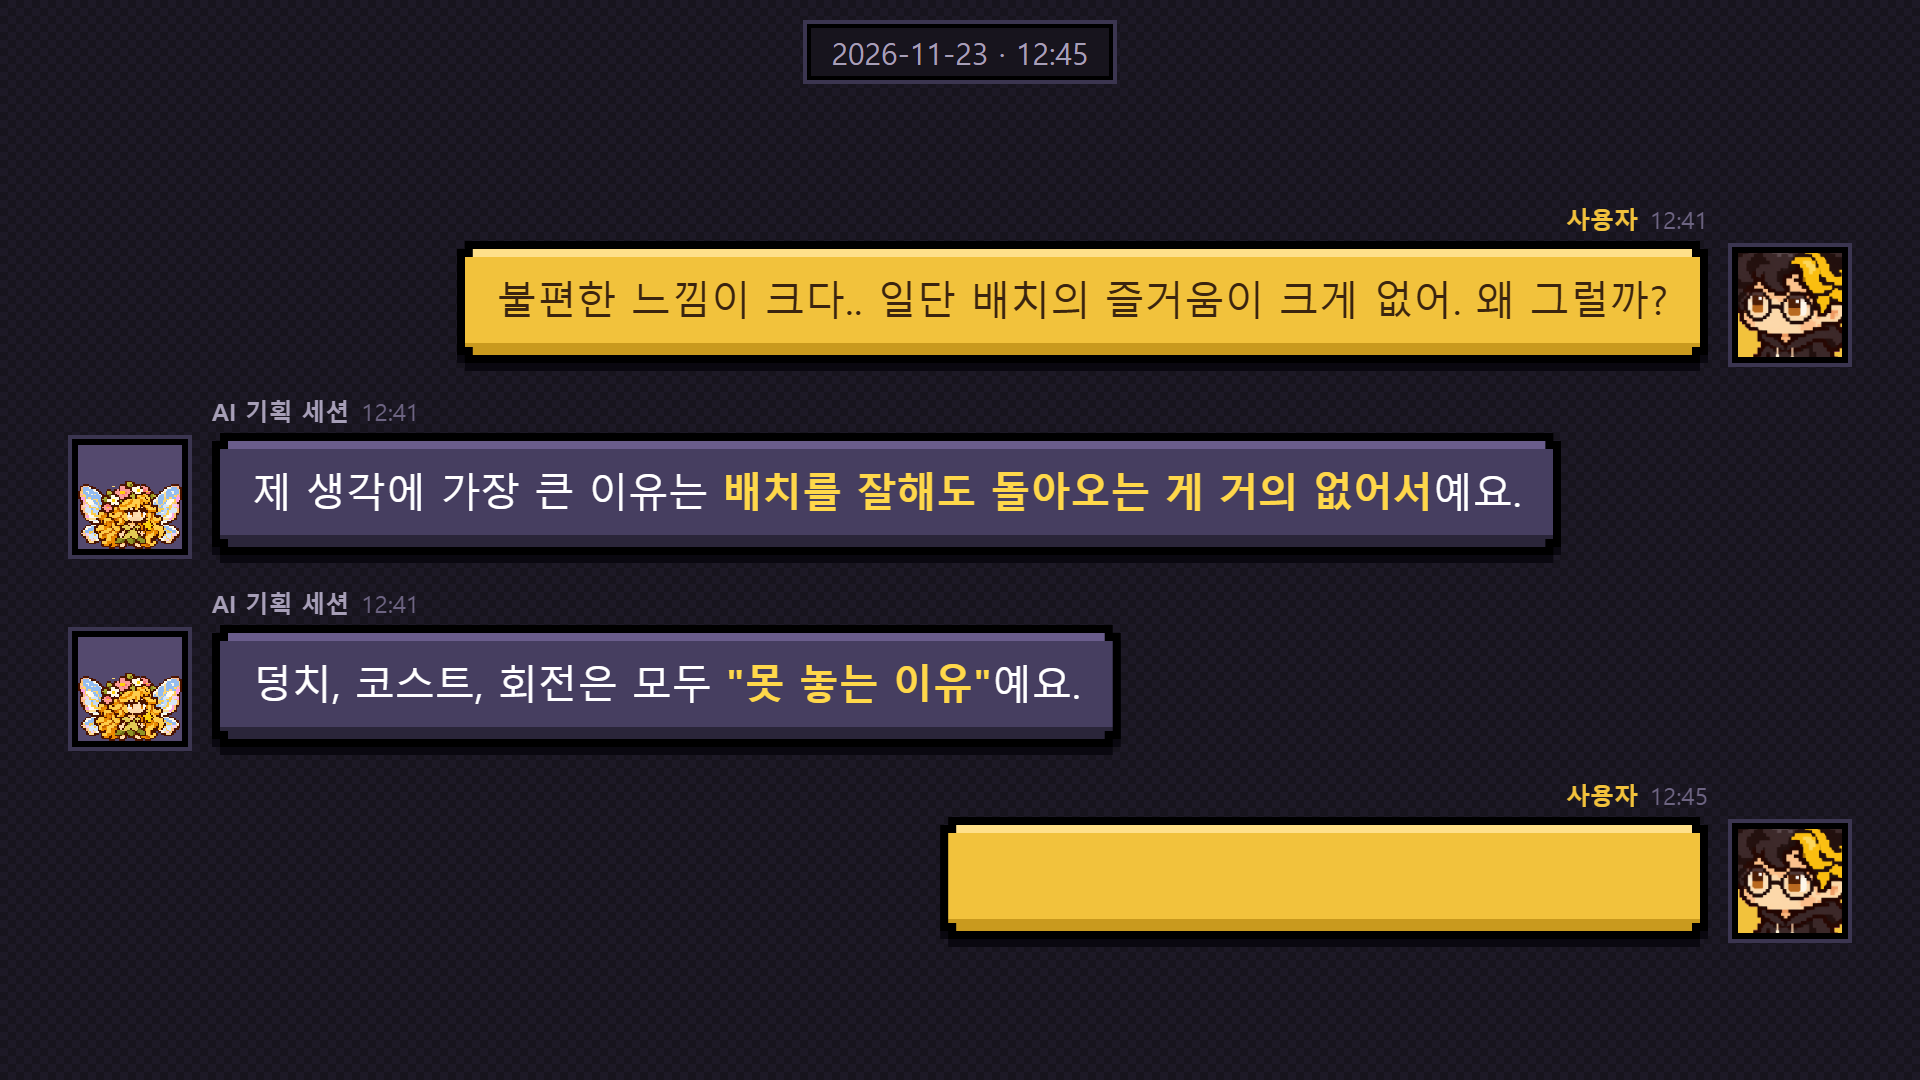 2026-11-23 · 12:45
사용자 12:41
불편한 느낌이 크다.. 일단 배치의 즐거움이 크게 없어. 왜 그럴까?
AI 기획 세션 12:41
제 생각에 가장 큰 이유는 배치를 잘해도 돌아오는 게 거의 없어서예요.
AI 기획 세션 12:41
덩치, 코스트, 회전은 모두 "못 놓는 이유"예요.
사용자 12:45